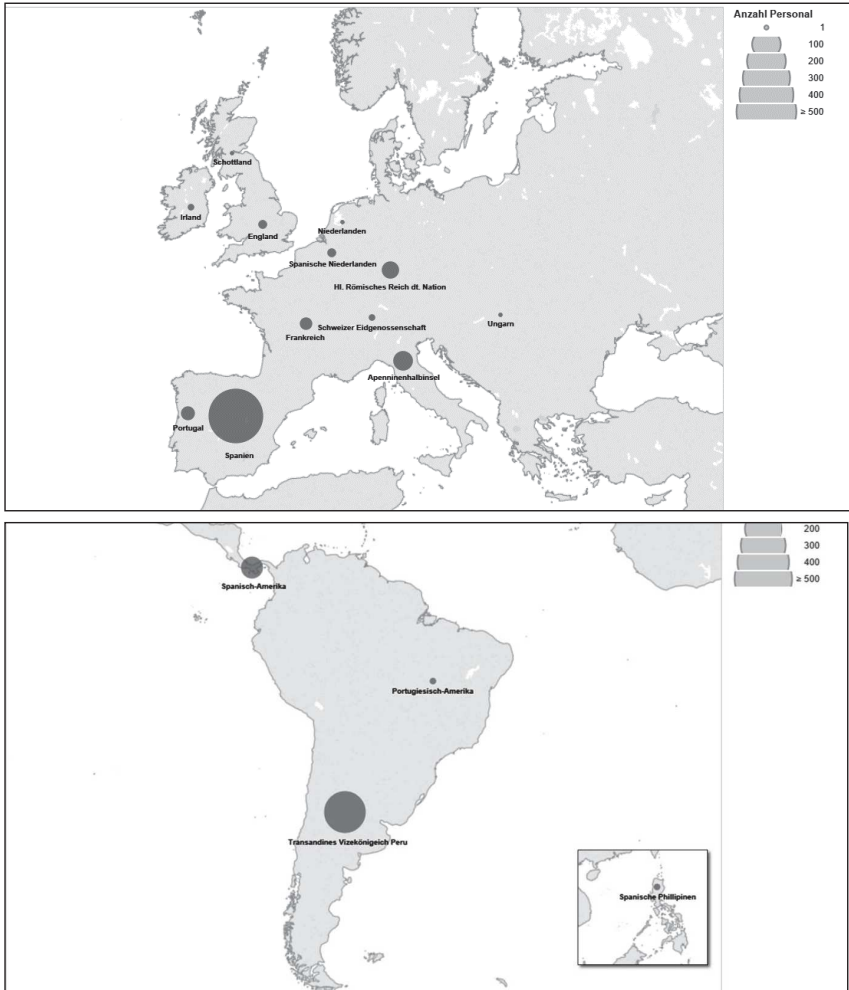 Anzahl Personal
1
100
200
300
400
≥ 500
Schottland
Irland
England
Niederlanden
Spanische Niederlanden
Hl. Römisches Reich dt. Nation
Frankreich
Schweizer Eidgenossenschaft
Ungarn
Apenninenhalbinsel
Portugal
Spanien
200
300
400
≥ 500
Spanisch-Amerika
Portugiesisch-Amerika
Transandines Vizekönigeich Peru
Spanische Phillipinen